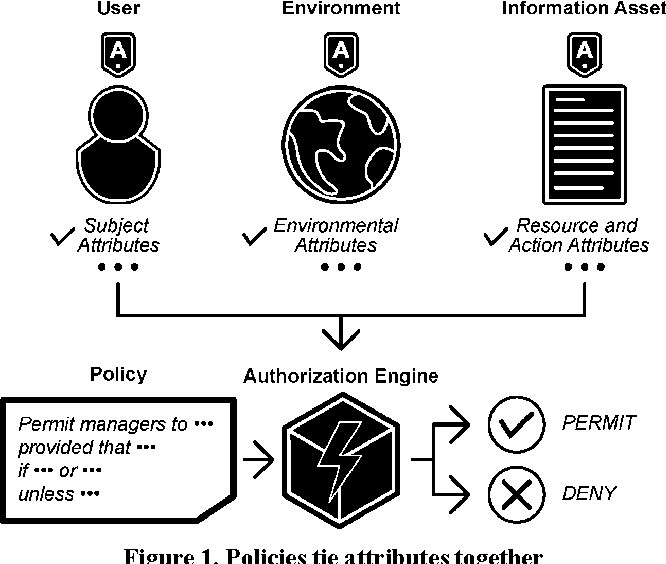 User
Environment
Information Asset
A
A
A
Subject
Attributes
•••
Environmental
Attributes
•••
Resource and
Action Attributes
•••
Policy
Permit managers to •••
provided that •••
if ••• or •••
unless •••
Authorization Engine
PERMIT
DENY
Figure 1. Policies tie attributes together